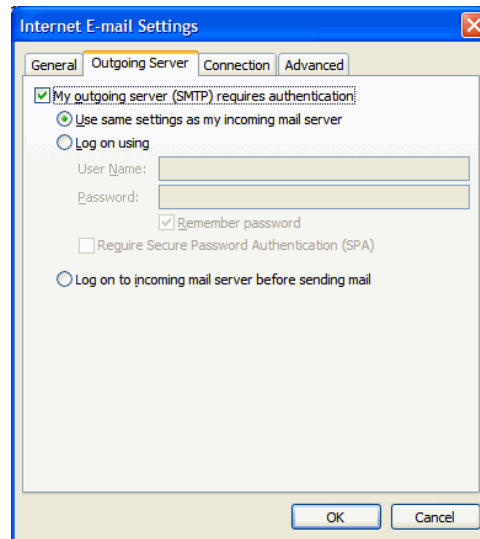 Internet E-mail Settings
General Outgoing Server Connection Advanced
My outgoing server (SMTP) requires authentication
Use same settings as my incoming mail server
Log on using
User Name:
Password:
Remember password
Require Secure Password Authentication (SPA)
Log on to incoming mail server before sending mail
OK Cancel